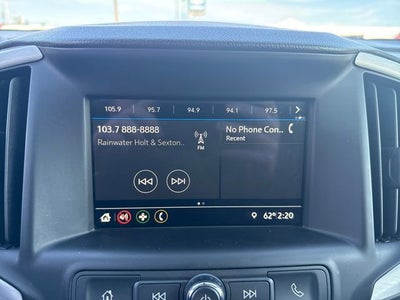 105.9 95.7 94.9 94.1 97.5
103.7 888-8888
Rainwater Holt & Sexton..
FM
No Phone Con...
Recent
62° 2:20